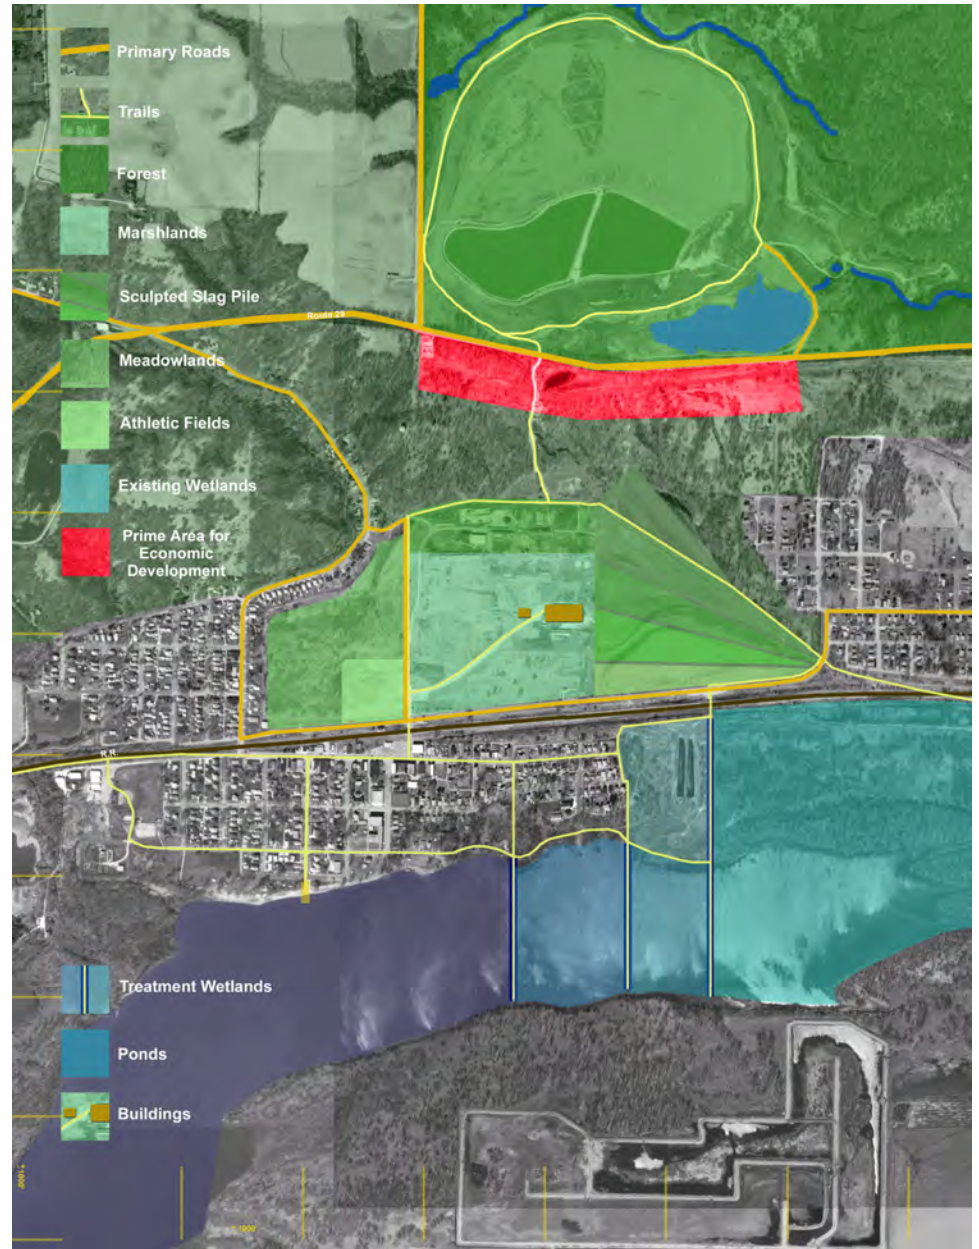 Primary Roads
Trails
Forest
Marshlands
Sculpted Slag Pile
Route 29
Meadowlands
Athletic Fields
Existing Wetlands
Prime Area for
Economic
Development
R.R.
Treatment Wetlands
Ponds
Buildings